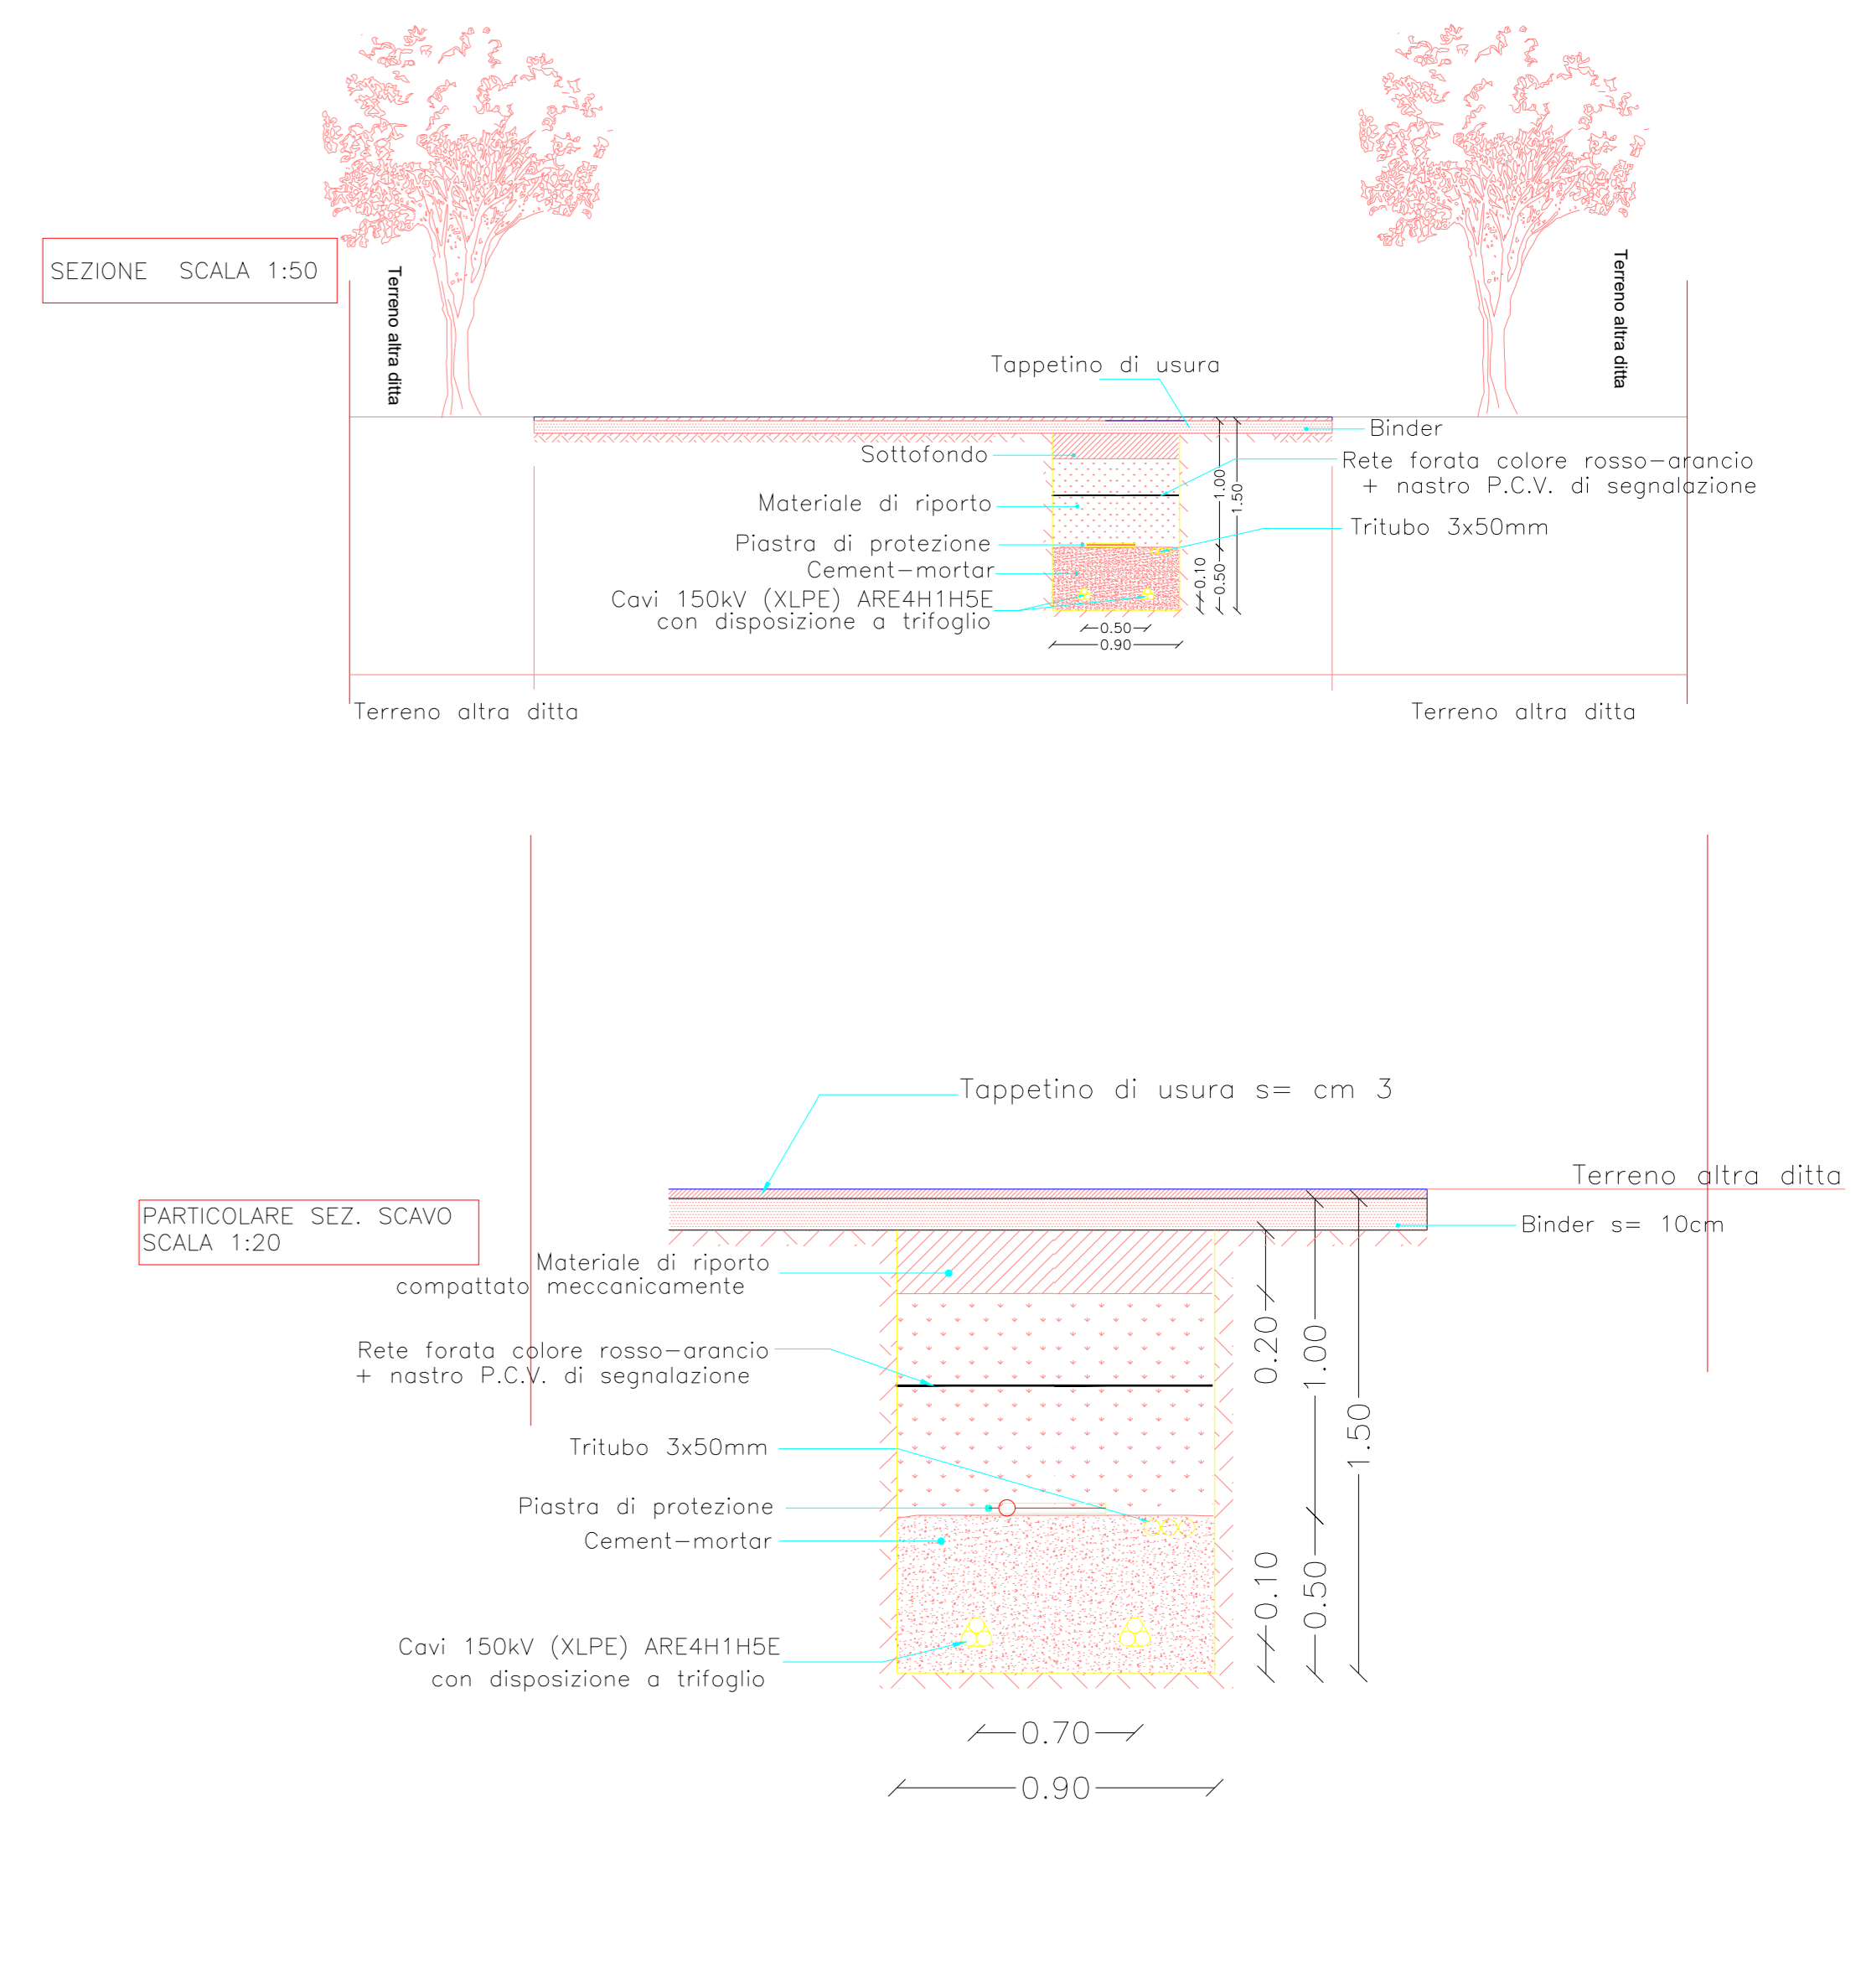 SEZIONE SCALA 1:50
Terreno altra ditta
Terreno altra ditta
Tappetino di usura
Binder
Sottofondo
Rete forata colore rosso-arancio
+ nastro P.C.V. di segnalazione
Materiale di riporto
Tritubo 3x50mm
Piastra di protezione
Cement-mortar
Cavi 150kV (XLPE) ARE4H1H5E
con disposizione a trifoglio
1.00
1.50
0.10
0.50
0.50
0.90
Terreno altra ditta
Terreno altra ditta
Tappetino di usura s= cm 3
Terreno altra ditta
PARTICOLARE SEZ. SCAVO
SCALA 1:20
Binder s= 10cm
Materiale di riporto
compattato meccanicamente
Rete forata colore rosso-arancio
+ nastro P.C.V. di segnalazione
Tritubo 3x50mm
Piastra di protezione
Cement-mortar
Cavi 150kV (XLPE) ARE4H1H5E
con disposizione a trifoglio
0.20
1.00
1.50
0.10
0.50
0.70
0.90